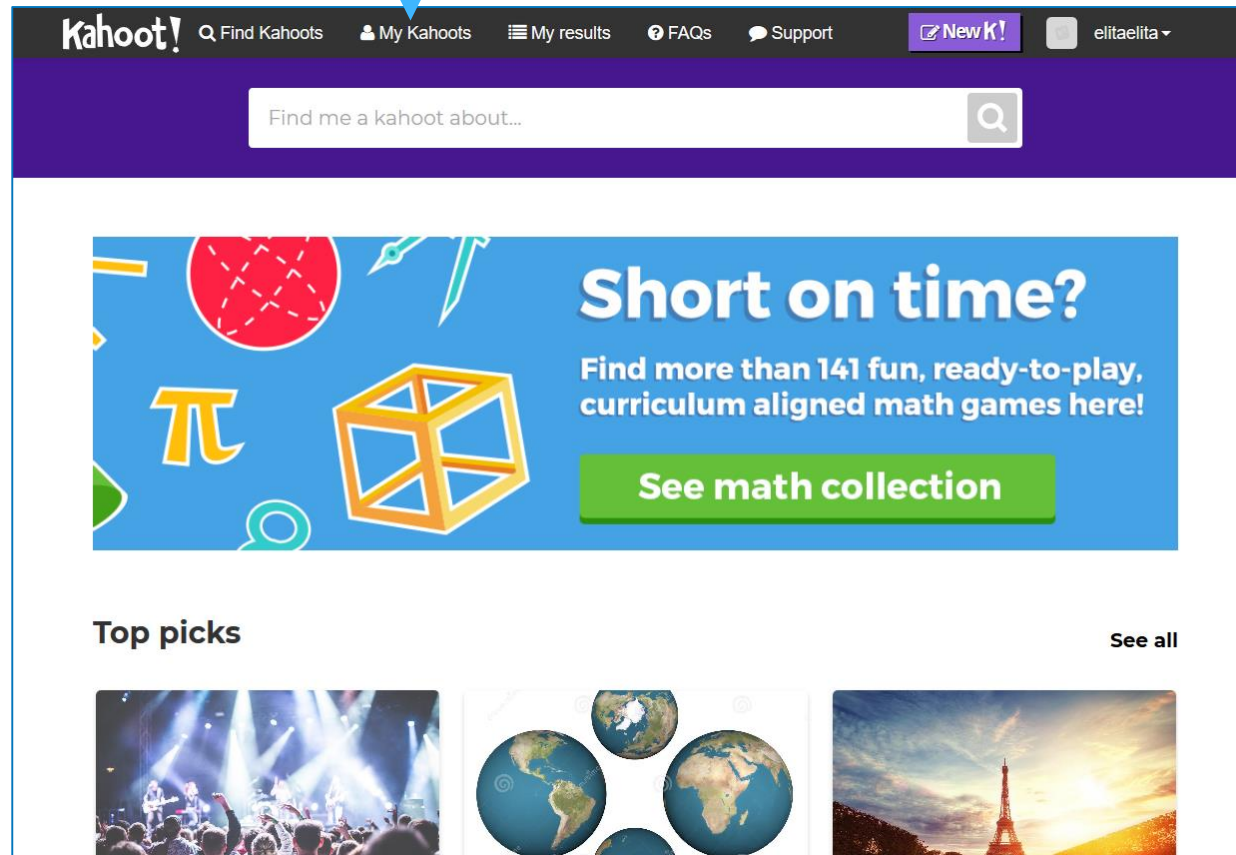 Kahoot! Find Kahoots My Kahoots My results FAQs Support New K! elitaelita
Find me a kahoot about...
Short on time?
Find more than 141 fun, ready-to-play,
curriculum aligned math games here!
π
See math collection
Top picks See all